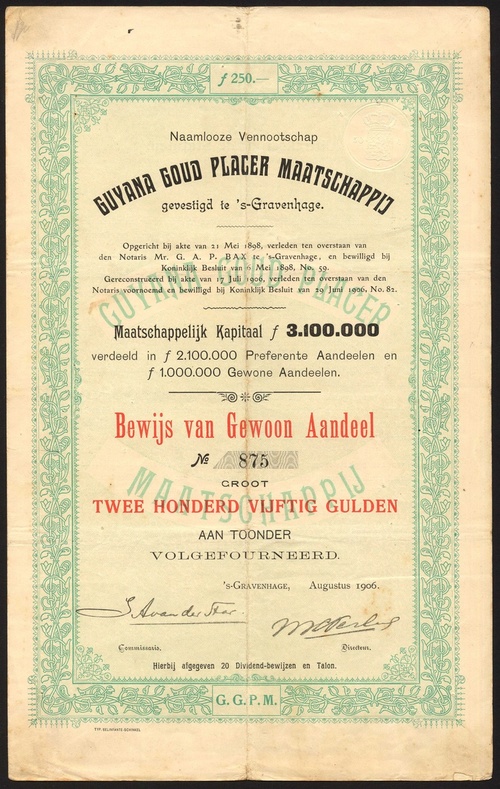 ƒ 250.—
Naamlooze Vennootschap
GUYANA GOUD PLACER MAATSCHAPPIJ
gevestigd te 's-Gravenhage.
Opgericht bij akte van 21 Mei 1898, verleden ten overstaan van
den Notaris Mr. G. A. P. BAX te 's-Gravenhage, en bewilligd bij
Koninklijk Besluit van 6 Mei 1898, No. 59.
Gereconstrueerd bij akte van 17 Juli 1906, verleden ten overstaan van den
Notaris voornoemd en bewilligd bij Koninklijk Besluit van 29 Juni 1906, No. 82.
GUYANA GOUD PLACER
Maatschappelijk Kapitaal ƒ 3.100.000
verdeeld in ƒ 2.100.000 Preferente Aandeelen en
ƒ 1.000.000 Gewone Aandeelen.
Bewijs van Gewoon Aandeel
No 875
MAATSCHAPPIJ
GROOT
TWEE HONDERD VIJFTIG GULDEN
AAN TOONDER
VOLGEFOURNEERD.
's-GRAVENHAGE, Augustus 1906.
Commissaris. Directeur.
Hierbij afgegeven 20 Dividend-bewijzen en Talon.
G. G. P. M.